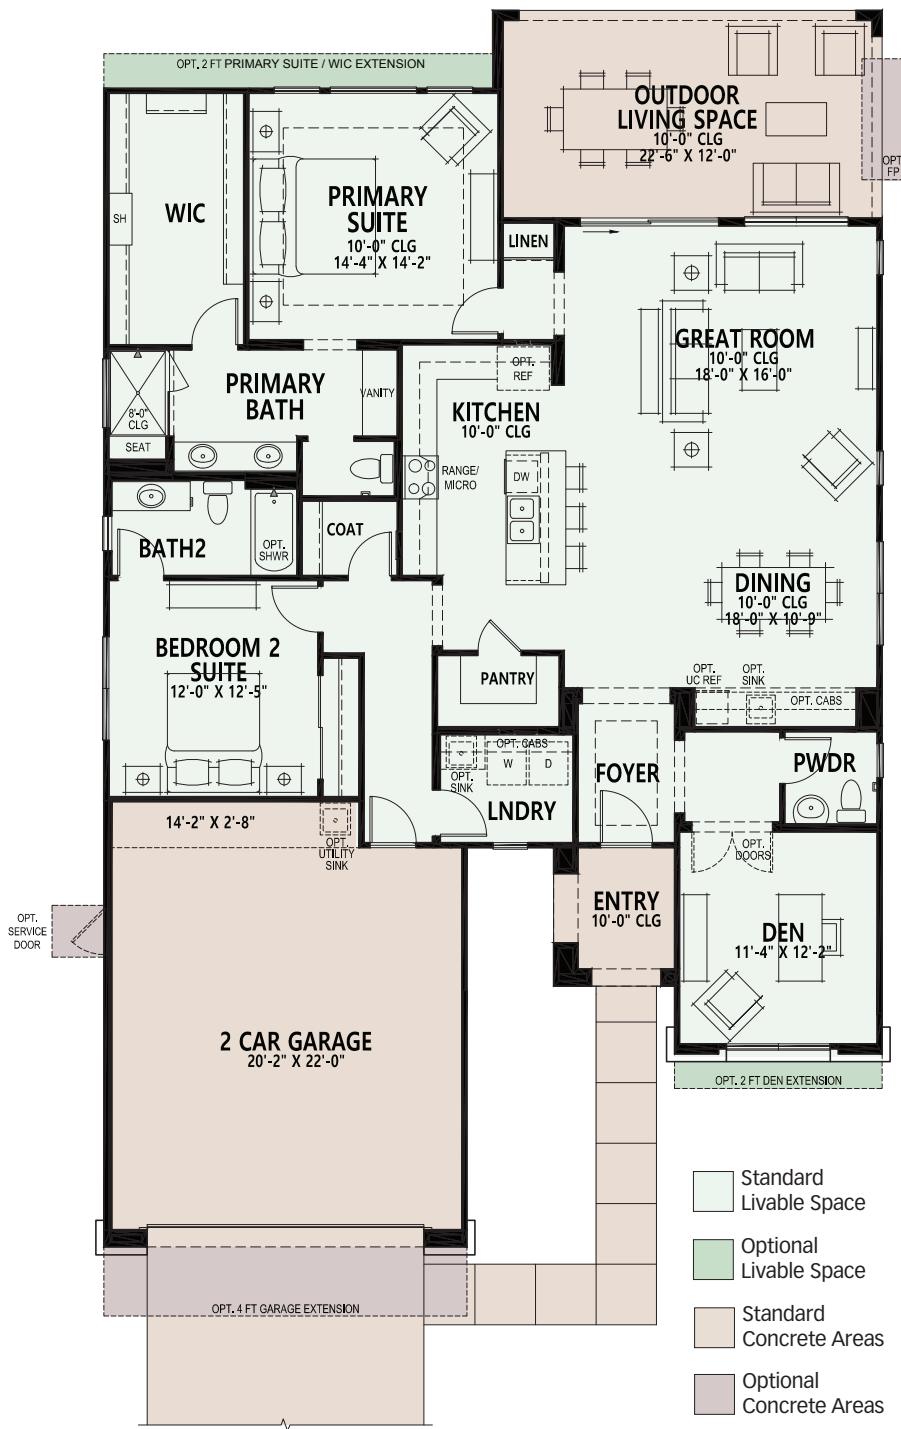 OPT. 2 FT PRIMARY SUITE / WIC EXTENSION
OUTDOOR
LIVING SPACE
10'-0" CLG
22'-6" X 12'-0"
OPT.
FP
WIC
SH
PRIMARY
SUITE
10'-0" CLG
14'-4" X 14'-2"
LINEN
GREAT ROOM
10'-0" CLG
18'-0" X 16'-0"
OPT.
REF
PRIMARY
BATH
VANITY
8'-0"
CLG
SEAT
KITCHEN
10'-0" CLG
RANGE/
MICRO
DW
BATH2
OPT.
SHWR
COAT
DINING
10'-0" CLG
18'-0" X 10'-9"
BEDROOM 2
SUITE
12'-0" X 12'-5"
PANTRY
OPT.
UC REF
OPT.
SINK
OPT. CABS
OPT. CABS
W
D
OPT.
SINK
LNDRY
FOYER
PWDR
14'-2" X 2'-8"
OPT.
UTILITY
SINK
OPT.
DOORS
ENTRY
10'-0" CLG
OPT.
SERVICE
DOOR
DEN
11'-4" X 12'-2"
2 CAR GARAGE
20'-2" X 22'-0"
OPT. 2 FT DEN EXTENSION
OPT. 4 FT GARAGE EXTENSION
Standard
Livable Space
Optional
Livable Space
Standard
Concrete Areas
Optional
Concrete Areas